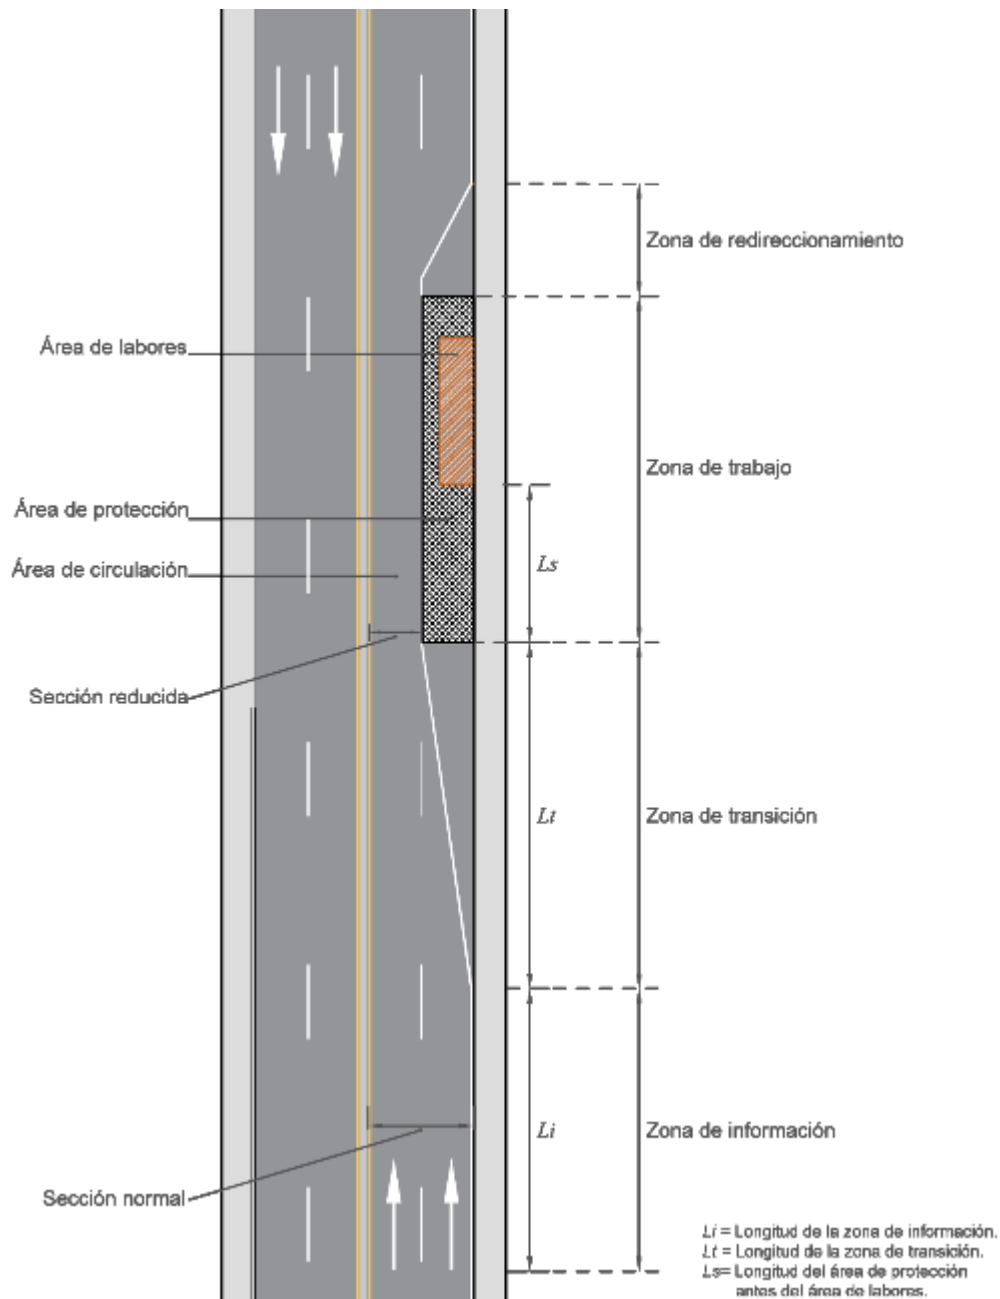 Zona de redireccionamiento
Área de labores
Zona de trabajo
Área de protección
Ls
Área de circulación
Sección reducida
Lt
Zona de transición
Li
Zona de información
Sección normal
Li = Longitud de la zona de información.
Lt = Longitud de la zona de transición.
Ls= Longitud del área de protección
antes del área de labores.